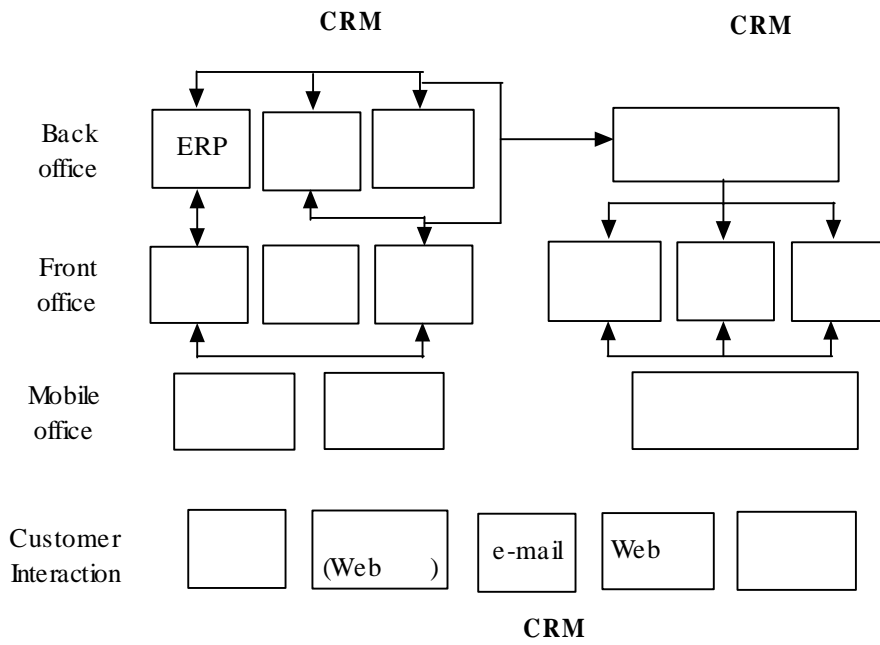 CRM
CRM
Back
office
ERP
Front
office
Mobile
office
Customer
Interaction
(Web )
e-mail
Web
CRM